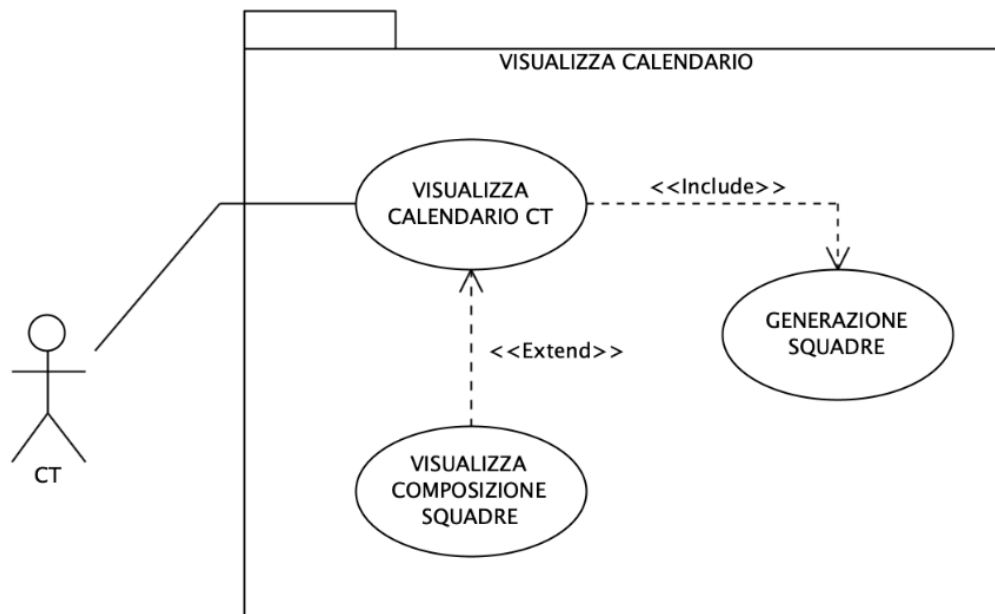 VISUALIZZA CALENDARIO
VISUALIZZA
CALENDARIO CT
<<Include>>
GENERAZIONE
SQUADRE
<<Extend>>
VISUALIZZA
COMPOSIZIONE
SQUADRE
CT